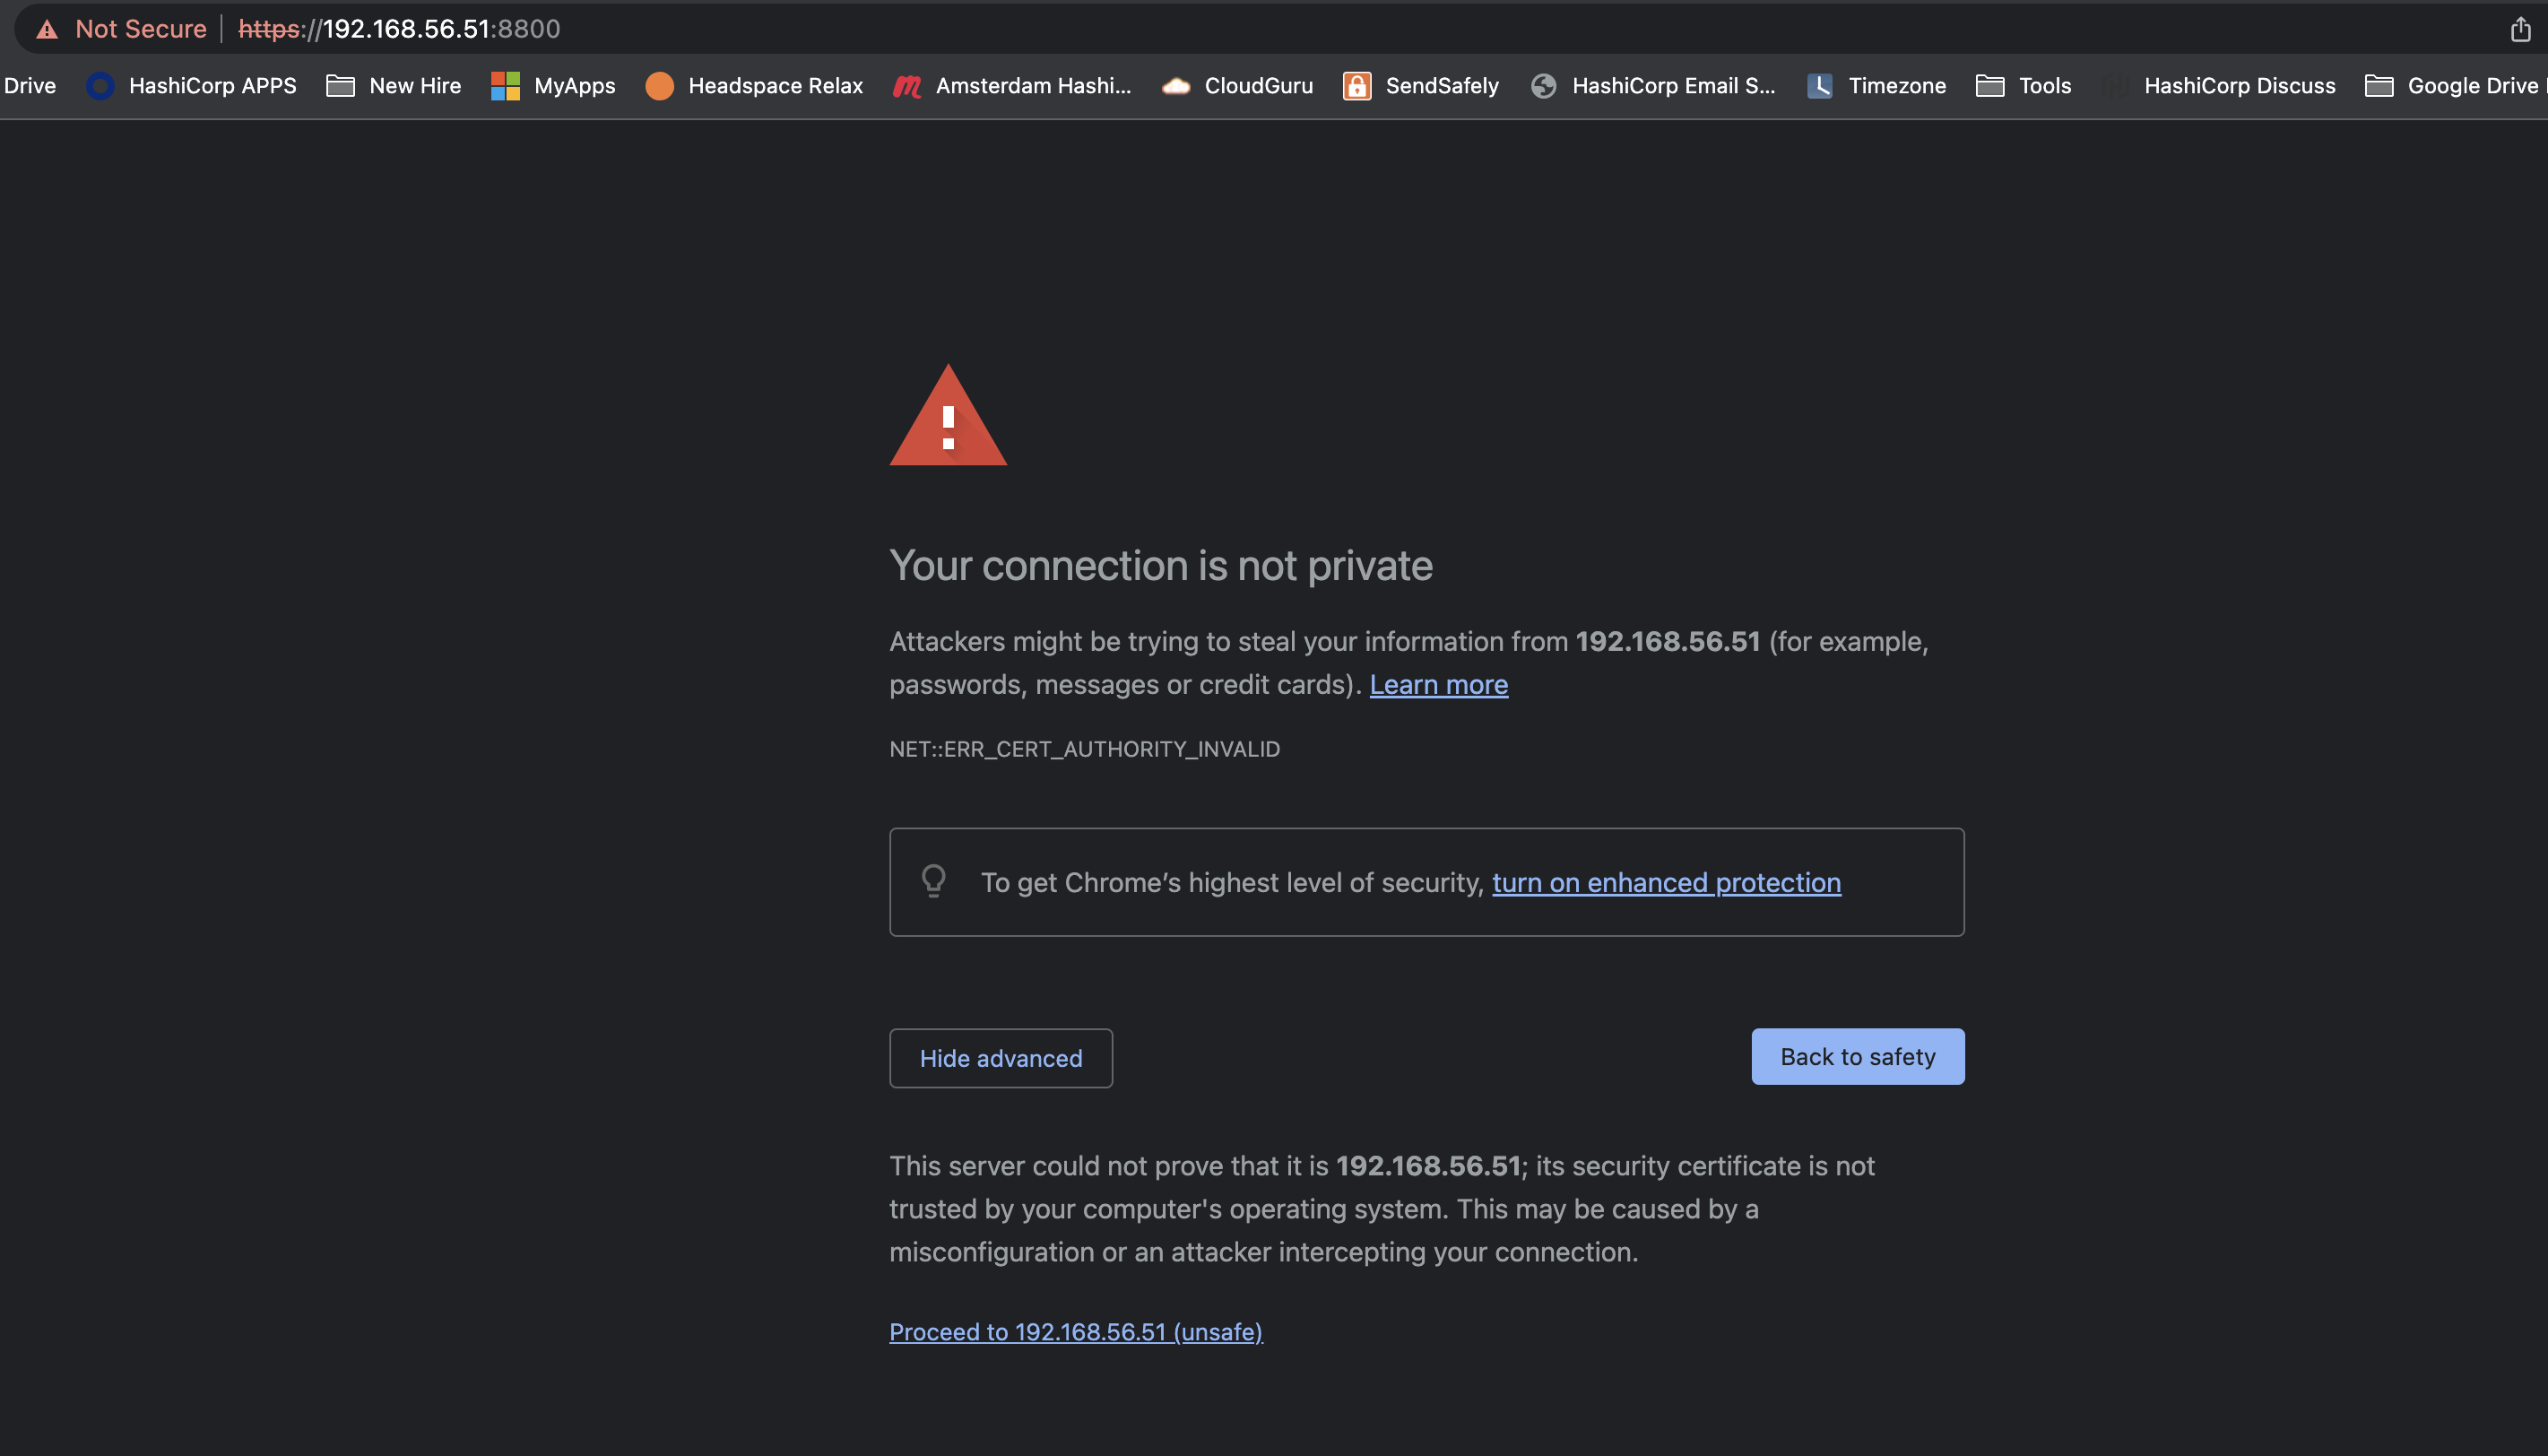 Not Secure https://192.168.56.51:8800
Drive HashiCorp APPS New Hire MyApps Headspace Relax Amsterdam Hashi... CloudGuru SendSafely HashiCorp Email S... Timezone Tools HashiCorp Discuss Google Drive
Your connection is not private
Attackers might be trying to steal your information from 192.168.56.51 (for example,
passwords, messages or credit cards). Learn more
NET::ERR_CERT_AUTHORITY_INVALID
To get Chrome’s highest level of security, turn on enhanced protection
Hide advanced
Back to safety
This server could not prove that it is 192.168.56.51; its security certificate is not
trusted by your computer's operating system. This may be caused by a
misconfiguration or an attacker intercepting your connection.
Proceed to 192.168.56.51 (unsafe)